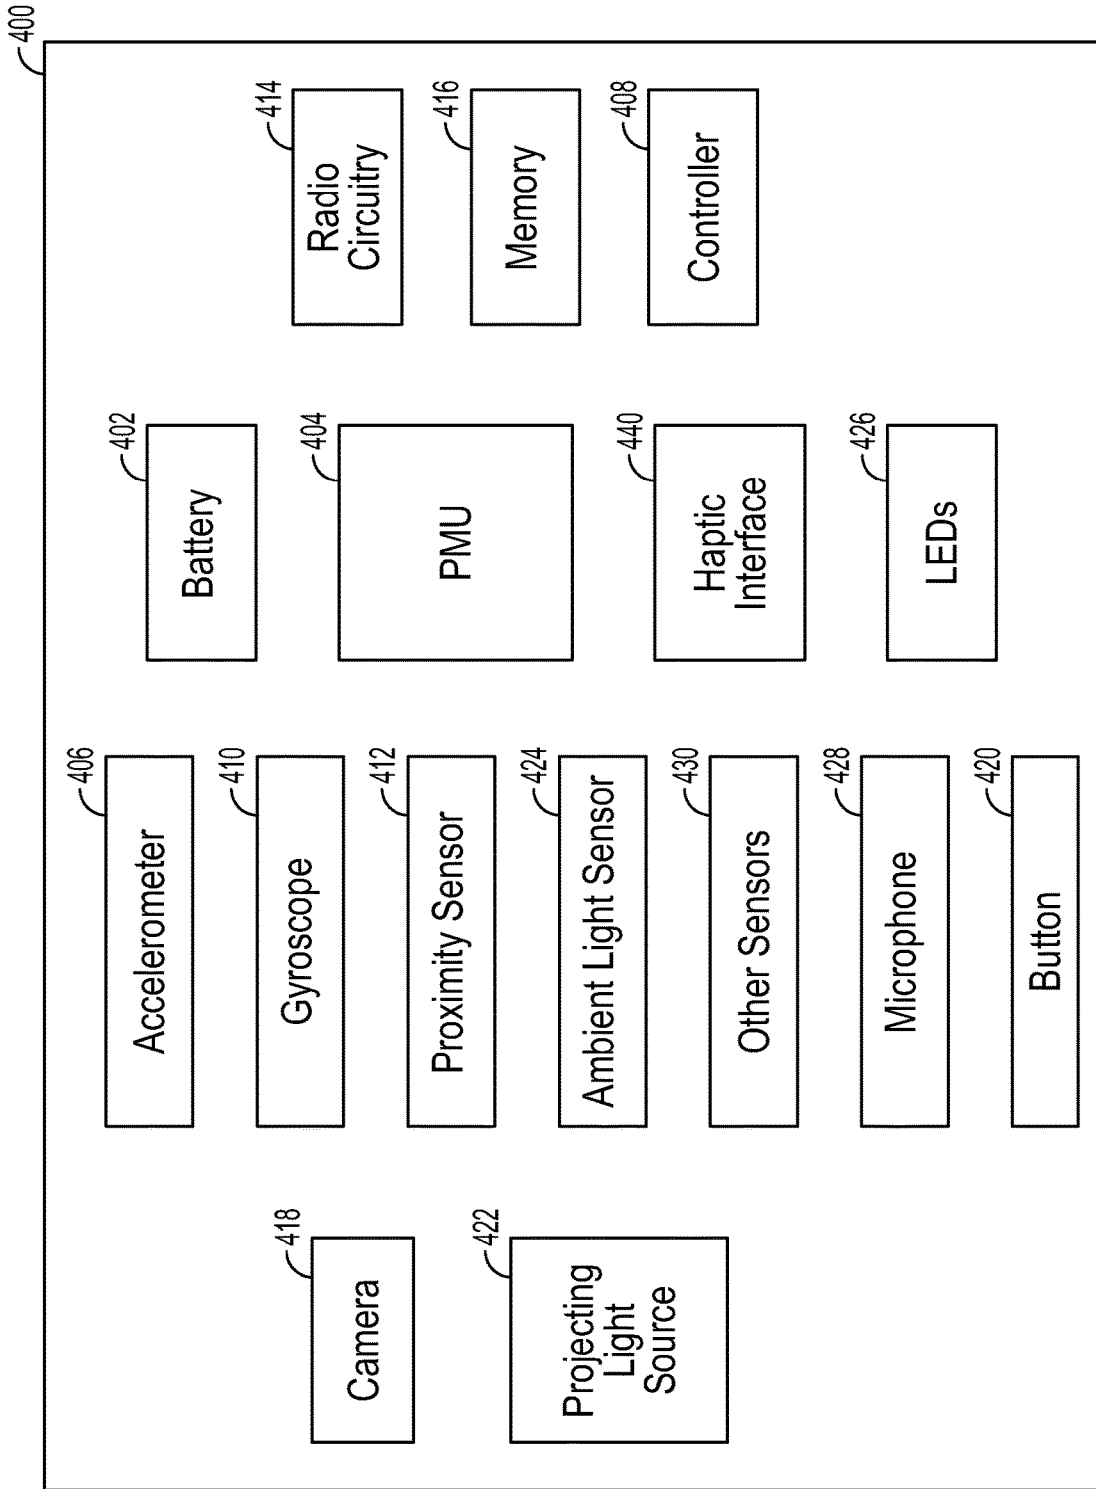 400
418
Camera
422
Projecting
Light
Source
406
Accelerometer
410
Gyroscope
412
Proximity Sensor
424
Ambient Light Sensor
430
Other Sensors
428
Microphone
420
Button
402
Battery
404
PMU
440
Haptic
Interface
426
LEDs
414
Radio
Circuitry
416
Memory
408
Controller